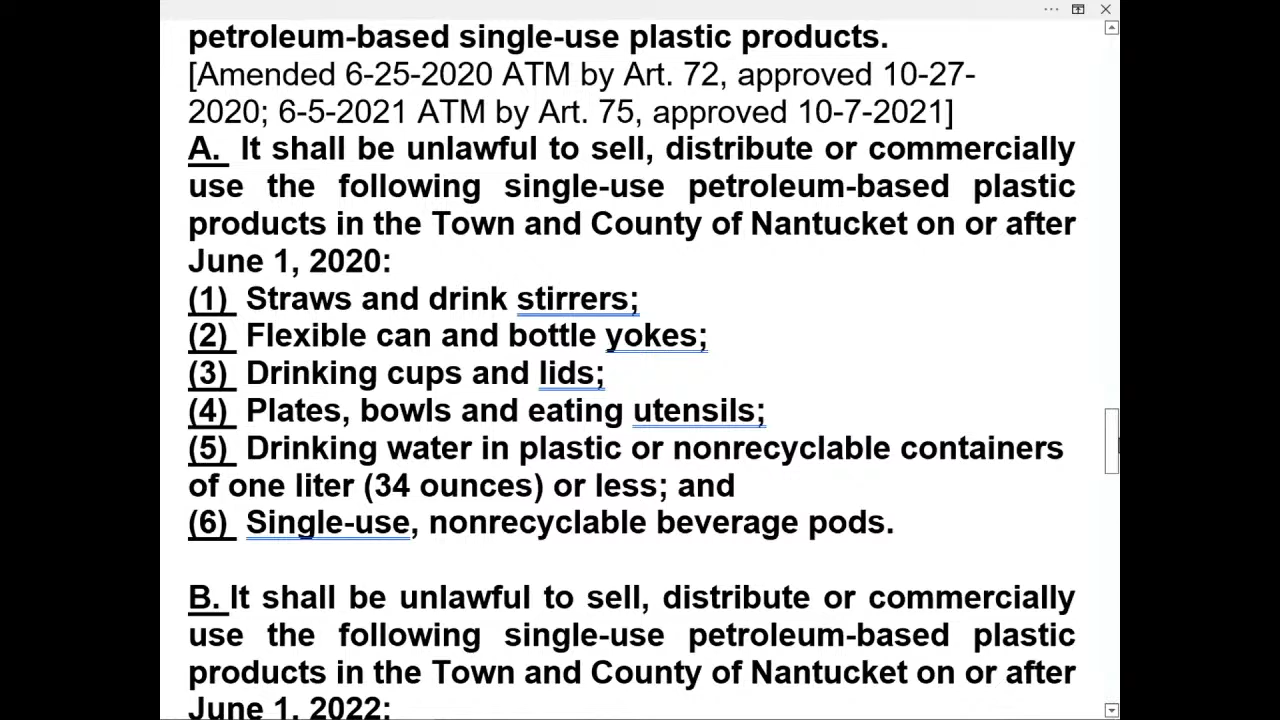 petroleum-based single-use plastic products.
[Amended 6-25-2020 ATM by Art. 72, approved 10-27-
2020; 6-5-2021 ATM by Art. 75, approved 10-7-2021]
A. It shall be unlawful to sell, distribute or commercially
use the following single-use petroleum-based plastic
products in the Town and County of Nantucket on or after
June 1, 2020:
(1) Straws and drink stirrers;
(2) Flexible can and bottle yokes;
(3) Drinking cups and lids;
(4) Plates, bowls and eating utensils;
(5) Drinking water in plastic or nonrecyclable containers
of one liter (34 ounces) or less; and
(6) Single-use, nonrecyclable beverage pods.
B. It shall be unlawful to sell, distribute or commercially
use the following single-use petroleum-based plastic
products in the Town and County of Nantucket on or after
June 1, 2022: